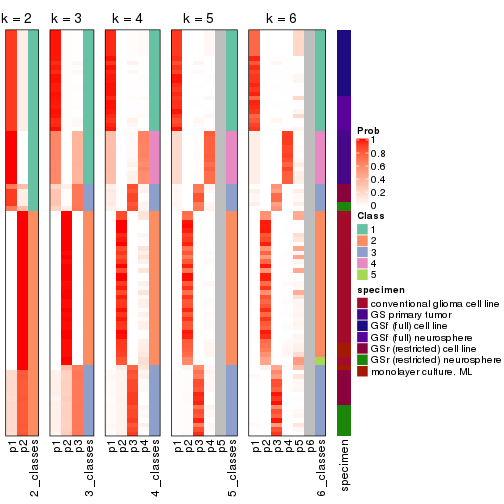 k = 2 k = 3 k = 4 k = 5 k = 6
Prob
1
0.8
0.6
0.4
0.2
0
Class
1
2
3
4
5
specimen
conventional glioma cell line
GS primary tumor
GSf (full) cell line
GSf (full) neurosphere
GSr (restricted) cell line
GSr (restricted) neurosphere
monolayer culture. ML
p1
p2
2_classes
p1
p2
p3
3_classes
p1
p2
p3
p4
4_classes
p1
p2
p3
p4
p5
5_classes
p1
p2
p3
p4
p5
p6
6_classes
specimen